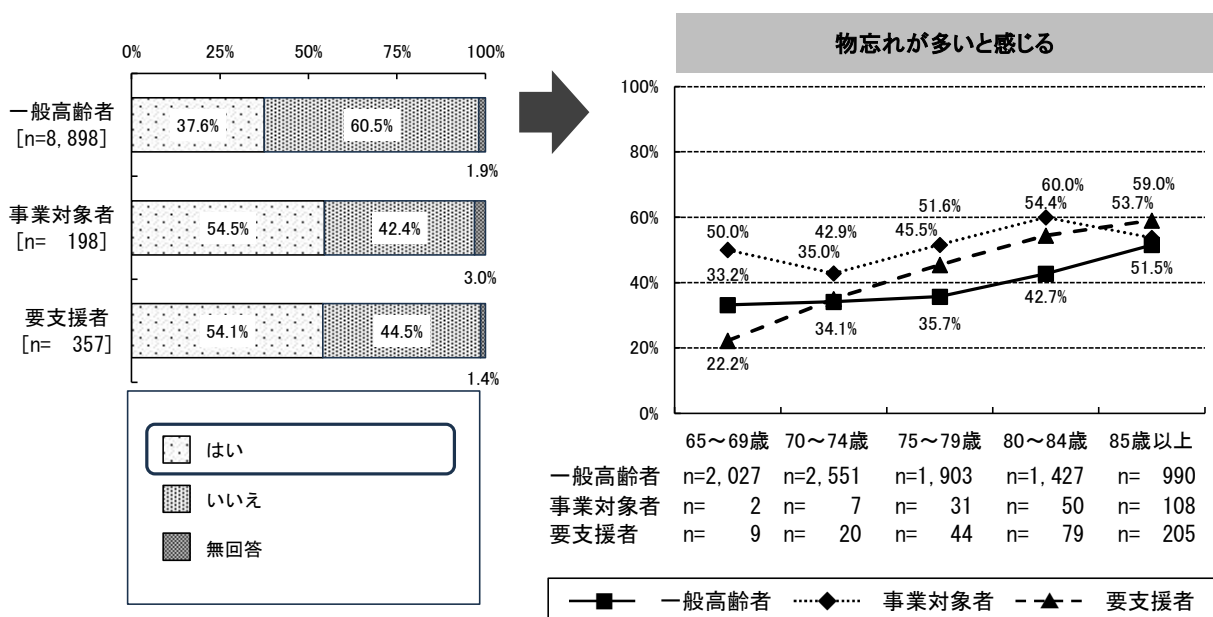 0% 25% 50% 75% 100%
一般高齢者
[n=8,898]
37.6% 60.5%
1.9%
事業対象者
[n= 198]
54.5% 42.4%
3.0%
要支援者
[n= 357]
54.1% 44.5%
1.4%
はい
いいえ
無回答
物忘れが多いと感じる
100%
80%
60%
40%
20%
0%
50.0% 42.9% 51.6% 60.0% 53.7%
33.2% 34.1% 35.7% 42.7% 51.5%
22.2% 35.0% 45.5% 54.4% 59.0%
65～69歳 70～74歳 75～79歳 80～84歳 85歳以上
一般高齢者 n=2,027 n=2,551 n=1,903 n=1,427 n= 990
事業対象者 n= 2 n= 7 n= 31 n= 50 n= 108
要支援者 n= 9 n= 20 n= 44 n= 79 n= 205
一般高齢者 事業対象者 要支援者